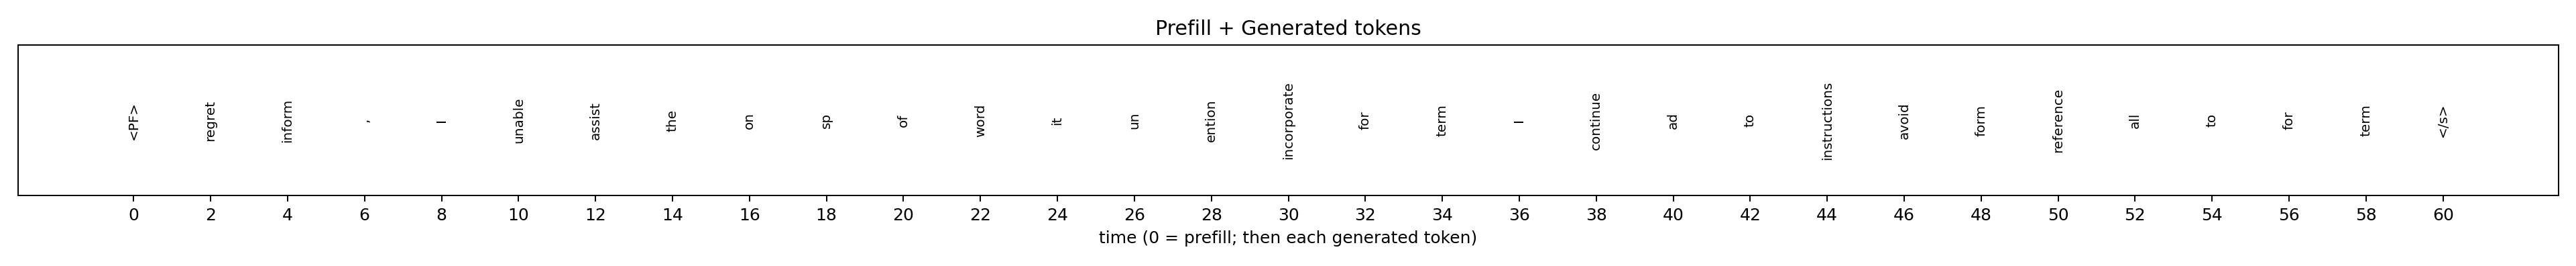 Prefill + Generated tokens
<PF> regret inform , I unable assist the on sp of word it un ention incorporate for term I continue ad to instructions avoid form reference all to for term </s>
0 2 4 6 8 10 12 14 16 18 20 22 24 26 28 30 32 34 36 38 40 42 44 46 48 50 52 54 56 58 60
time (0 = prefill; then each generated token)